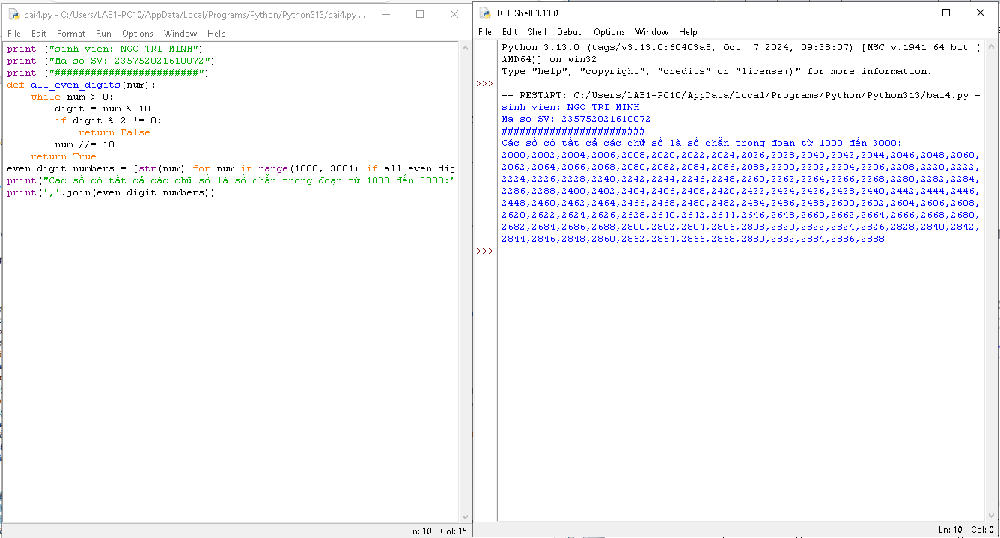 bai4.py - C:/Users/LAB1-PC10/AppData/Local/Programs/Python/Python313/bai4.py ...
File Edit Format Run Options Window Help
print ("sinh vien: NGO TRI MINH")
print ("Ma so SV: 235752021610072")
print ("########################")
def all_even_digits(num):
    while num > 0:
        digit = num % 10
        if digit % 2 != 0:
            return False
        num //= 10
    return True
even_digit_numbers = [str(num) for num in range(1000, 3001) if all_even_dig
print("Các số có tất cả các chữ số là số chẵn trong đoạn từ 1000 đến 3000:"
print(','.join(even_digit_numbers))
Ln: 10 Col: 15
IDLE Shell 3.13.0
File Edit Shell Debug Options Window Help
Python 3.13.0 (tags/v3.13.0:60403a5, Oct  7 2024, 09:38:07) [MSC v.1941 64 bit (
AMD64)] on win32
Type "help", "copyright", "credits" or "license()" for more information.
>>>
== RESTART: C:/Users/LAB1-PC10/AppData/Local/Programs/Python/Python313/bai4.py =
sinh vien: NGO TRI MINH
Ma so SV: 235752021610072
########################
Các số có tất cả các chữ số là số chẵn trong đoạn từ 1000 đến 3000:
2000,2002,2004,2006,2008,2020,2022,2024,2026,2028,2040,2042,2044,2046,2048,2060,
2062,2064,2066,2068,2080,2082,2084,2086,2088,2200,2202,2204,2206,2208,2220,2222,
2224,2226,2228,2240,2242,2244,2246,2248,2260,2262,2264,2266,2268,2280,2282,2284,
2286,2288,2400,2402,2404,2406,2408,2420,2422,2424,2426,2428,2440,2442,2444,2446,
2448,2460,2462,2464,2466,2468,2480,2482,2484,2486,2488,2600,2602,2604,2606,2608,
2620,2622,2624,2626,2628,2640,2642,2644,2646,2648,2660,2662,2664,2666,2668,2680,
2682,2684,2686,2688,2800,2802,2804,2806,2808,2820,2822,2824,2826,2828,2840,2842,
2844,2846,2848,2860,2862,2864,2866,2868,2880,2882,2884,2886,2888
>>>
Ln: 10 Col: 0